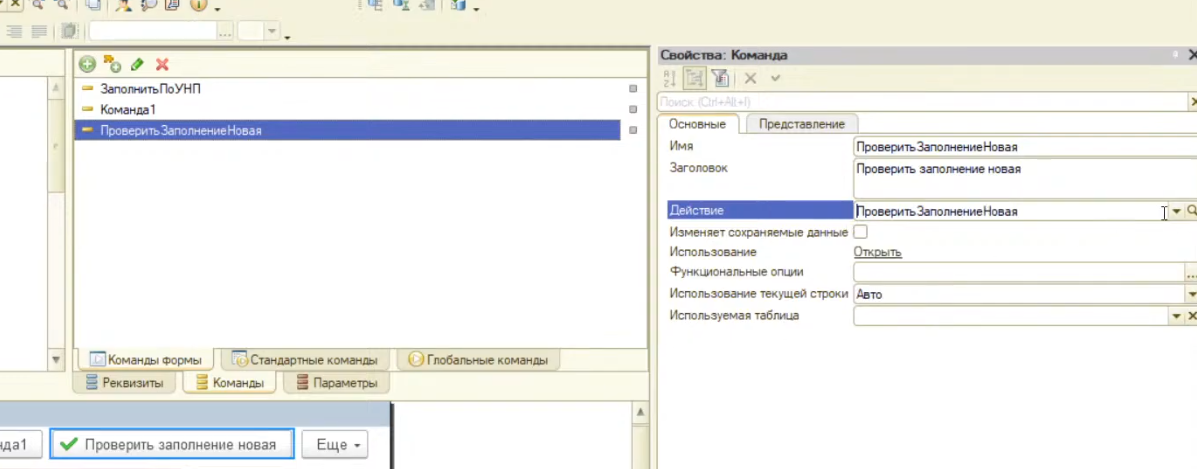 Свойства: Команда
ЗаполнитьПоУНП
Команда1
ПроверитьЗаполнениеНовая
Поиск (Ctrl+Alt+I)
Основные Представление
Имя ПроверитьЗаполнениеНовая
Заголовок Проверить заполнение новая
Действие ПроверитьЗаполнениеНовая
Изменяет сохраняемые данные
Использование Открыть
Функциональные опции
Использование текущей строки Авто
Используемая таблица
Команды формы Стандартные команды Глобальные команды
Реквизиты Команды Параметры
нда1 Проверить заполнение новая Еще